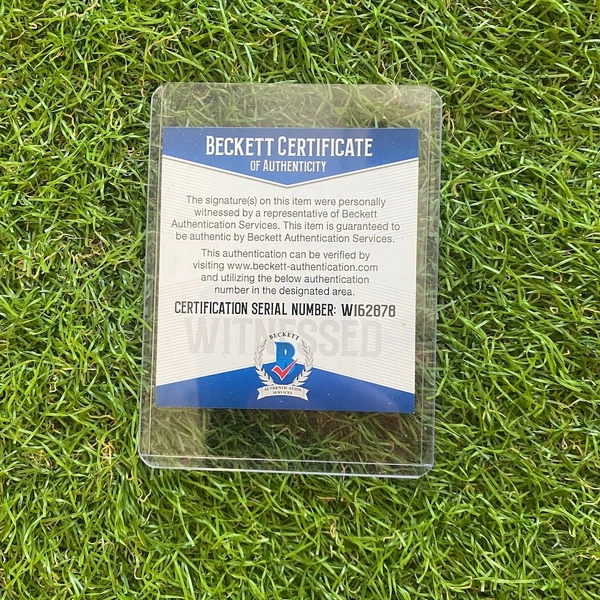 BECKETT CERTIFICATE
OF AUTHENTICITY
The signature(s) on this item were personally
witnessed by a representative of Beckett
Authentication Services. This item is guaranteed to
be authentic by Beckett Authentication Services.
This authentication can be verified by
visiting www.beckett-authentication.com
and utilizing the below authentication
number in the designated area.
CERTIFICATION SERIAL NUMBER: W162878
WITNESSED
BECKETT
B
AUTHENTICATION
SERVICES